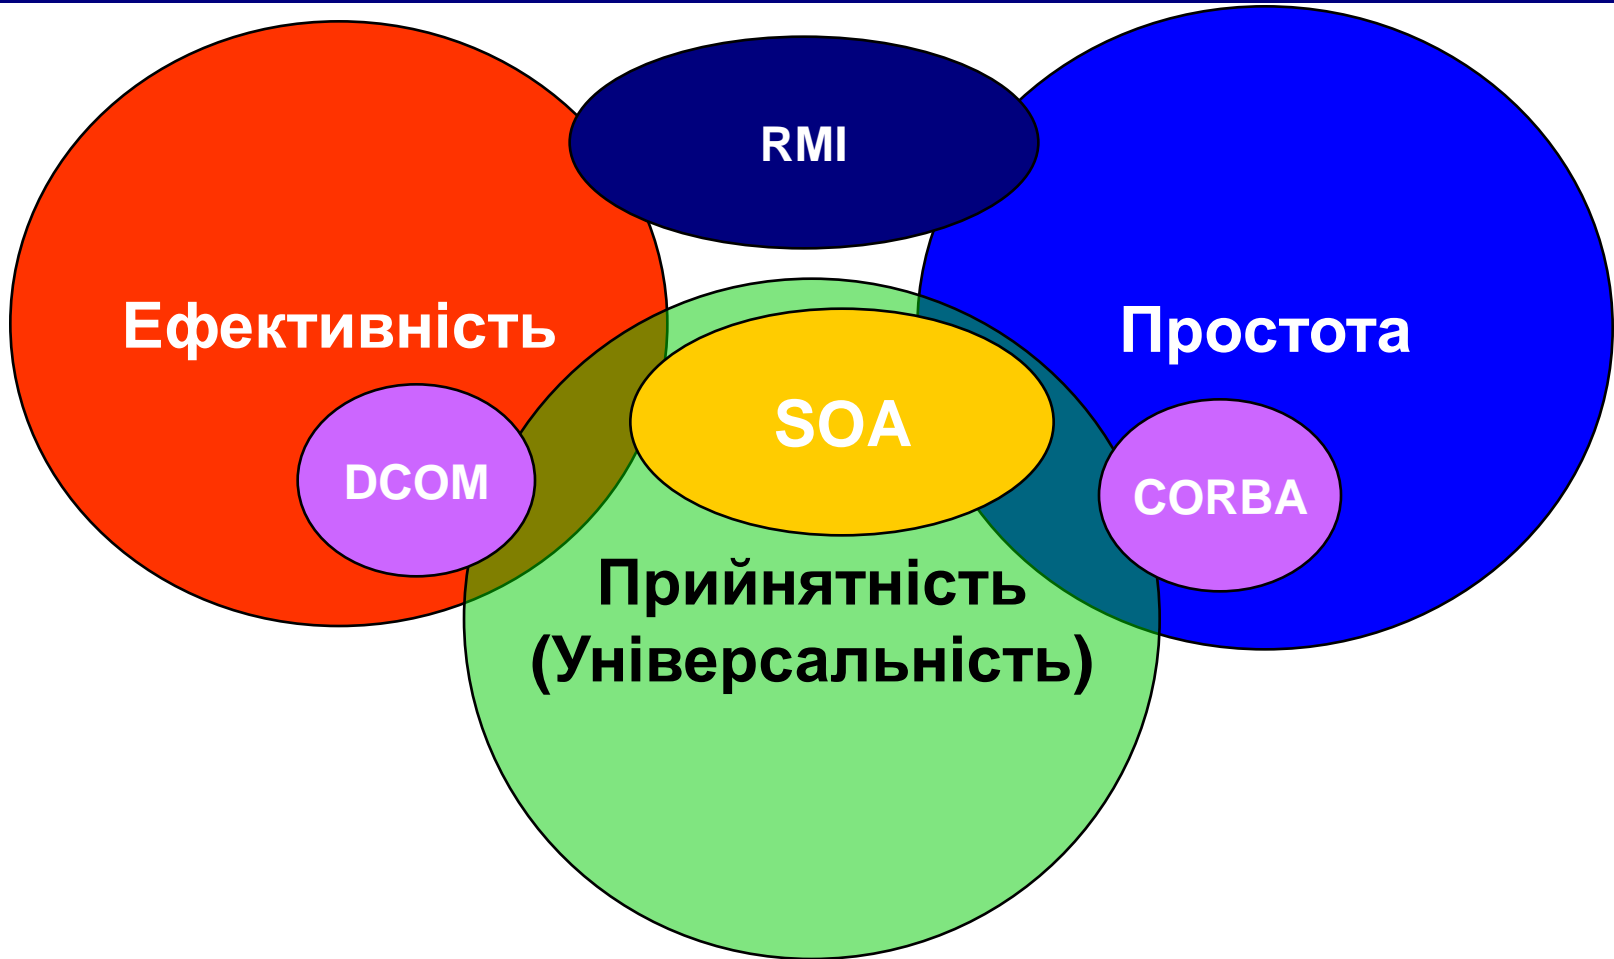 RMI
Ефективність
Простота
SOA
DCOM
CORBA
Прийнятність
(Універсальність)